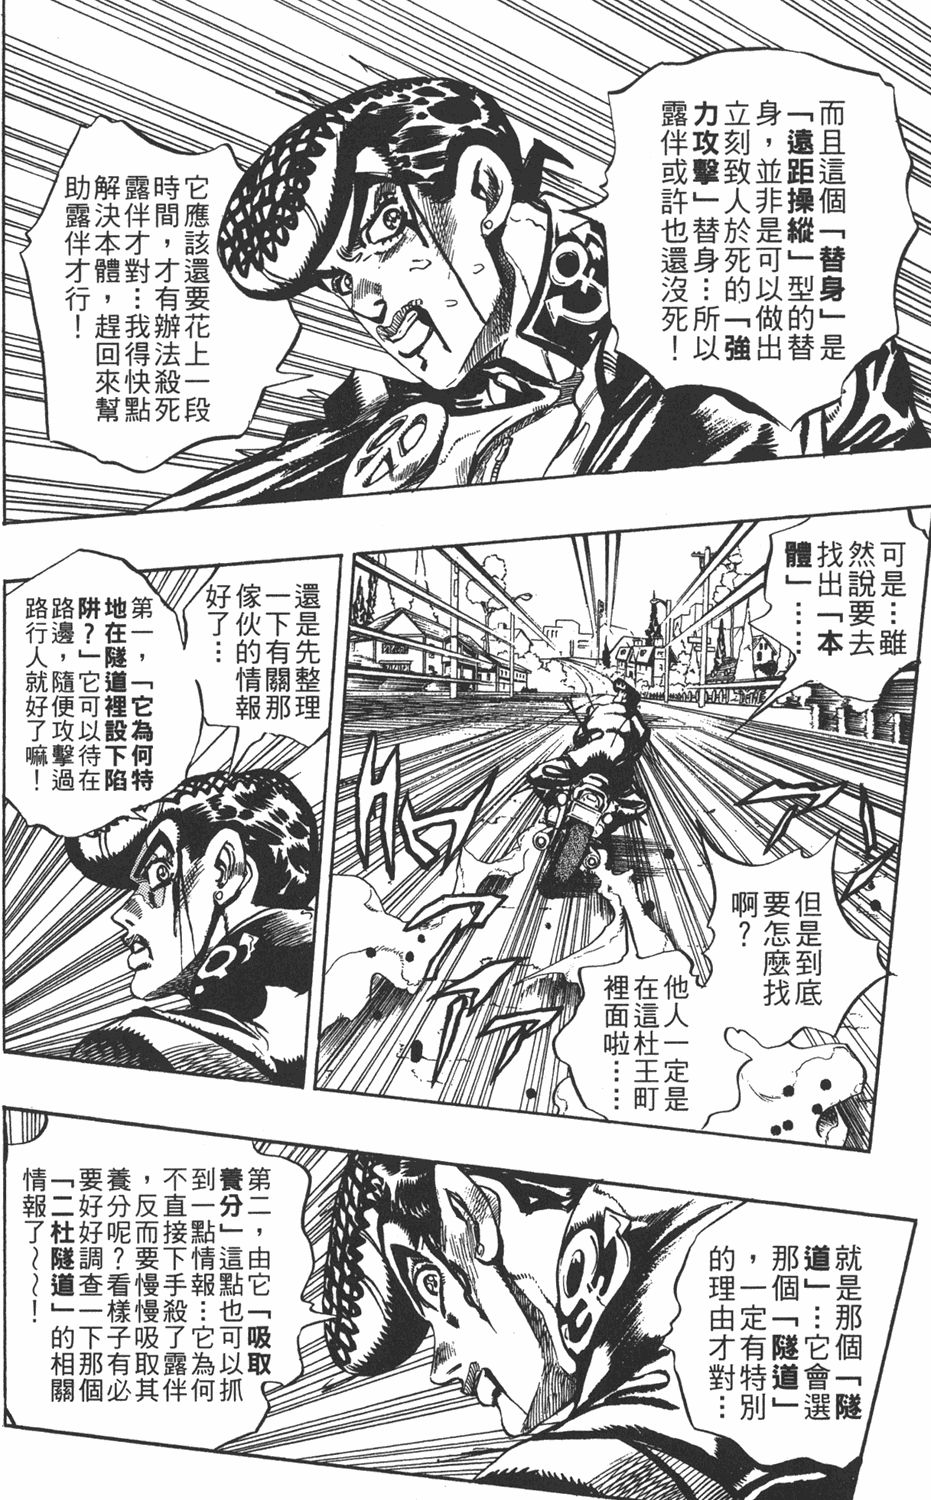 而且這個「替身」是
「遠距操縱」型的替
身，並非是可以做出
立刻致人於死的「強
力攻擊」替身…所以
露伴或許也還沒死！
它應該還要花上一段
時間，才有辦法殺死
露伴才對…我得快點
解決本體，趕回來幫
助露伴才行！
可是…雖
然說要去
找出「本
體」……
但是到底
要怎麼找
啊？
他人一定是
在這杜王町
裡面啦……
還是先整理
一下有關那
傢伙的情報
好了…
第一，「它為何特
地在隧道裡設下陷
阱？」它可以待在
路邊，隨便攻擊過
路行人就好了嘛！
就是那個「隧
道」…它會選
那個「隧道」
，一定有特別
的理由才對…
第二，由它「吸取
養分」這點也可以抓
到一點情報…它為何
不直接下手殺了露伴
，反而要慢慢吸取其
養分呢？看樣子有必
要好好調查一下那個
「二杜隧道」的相關
情報了～～！